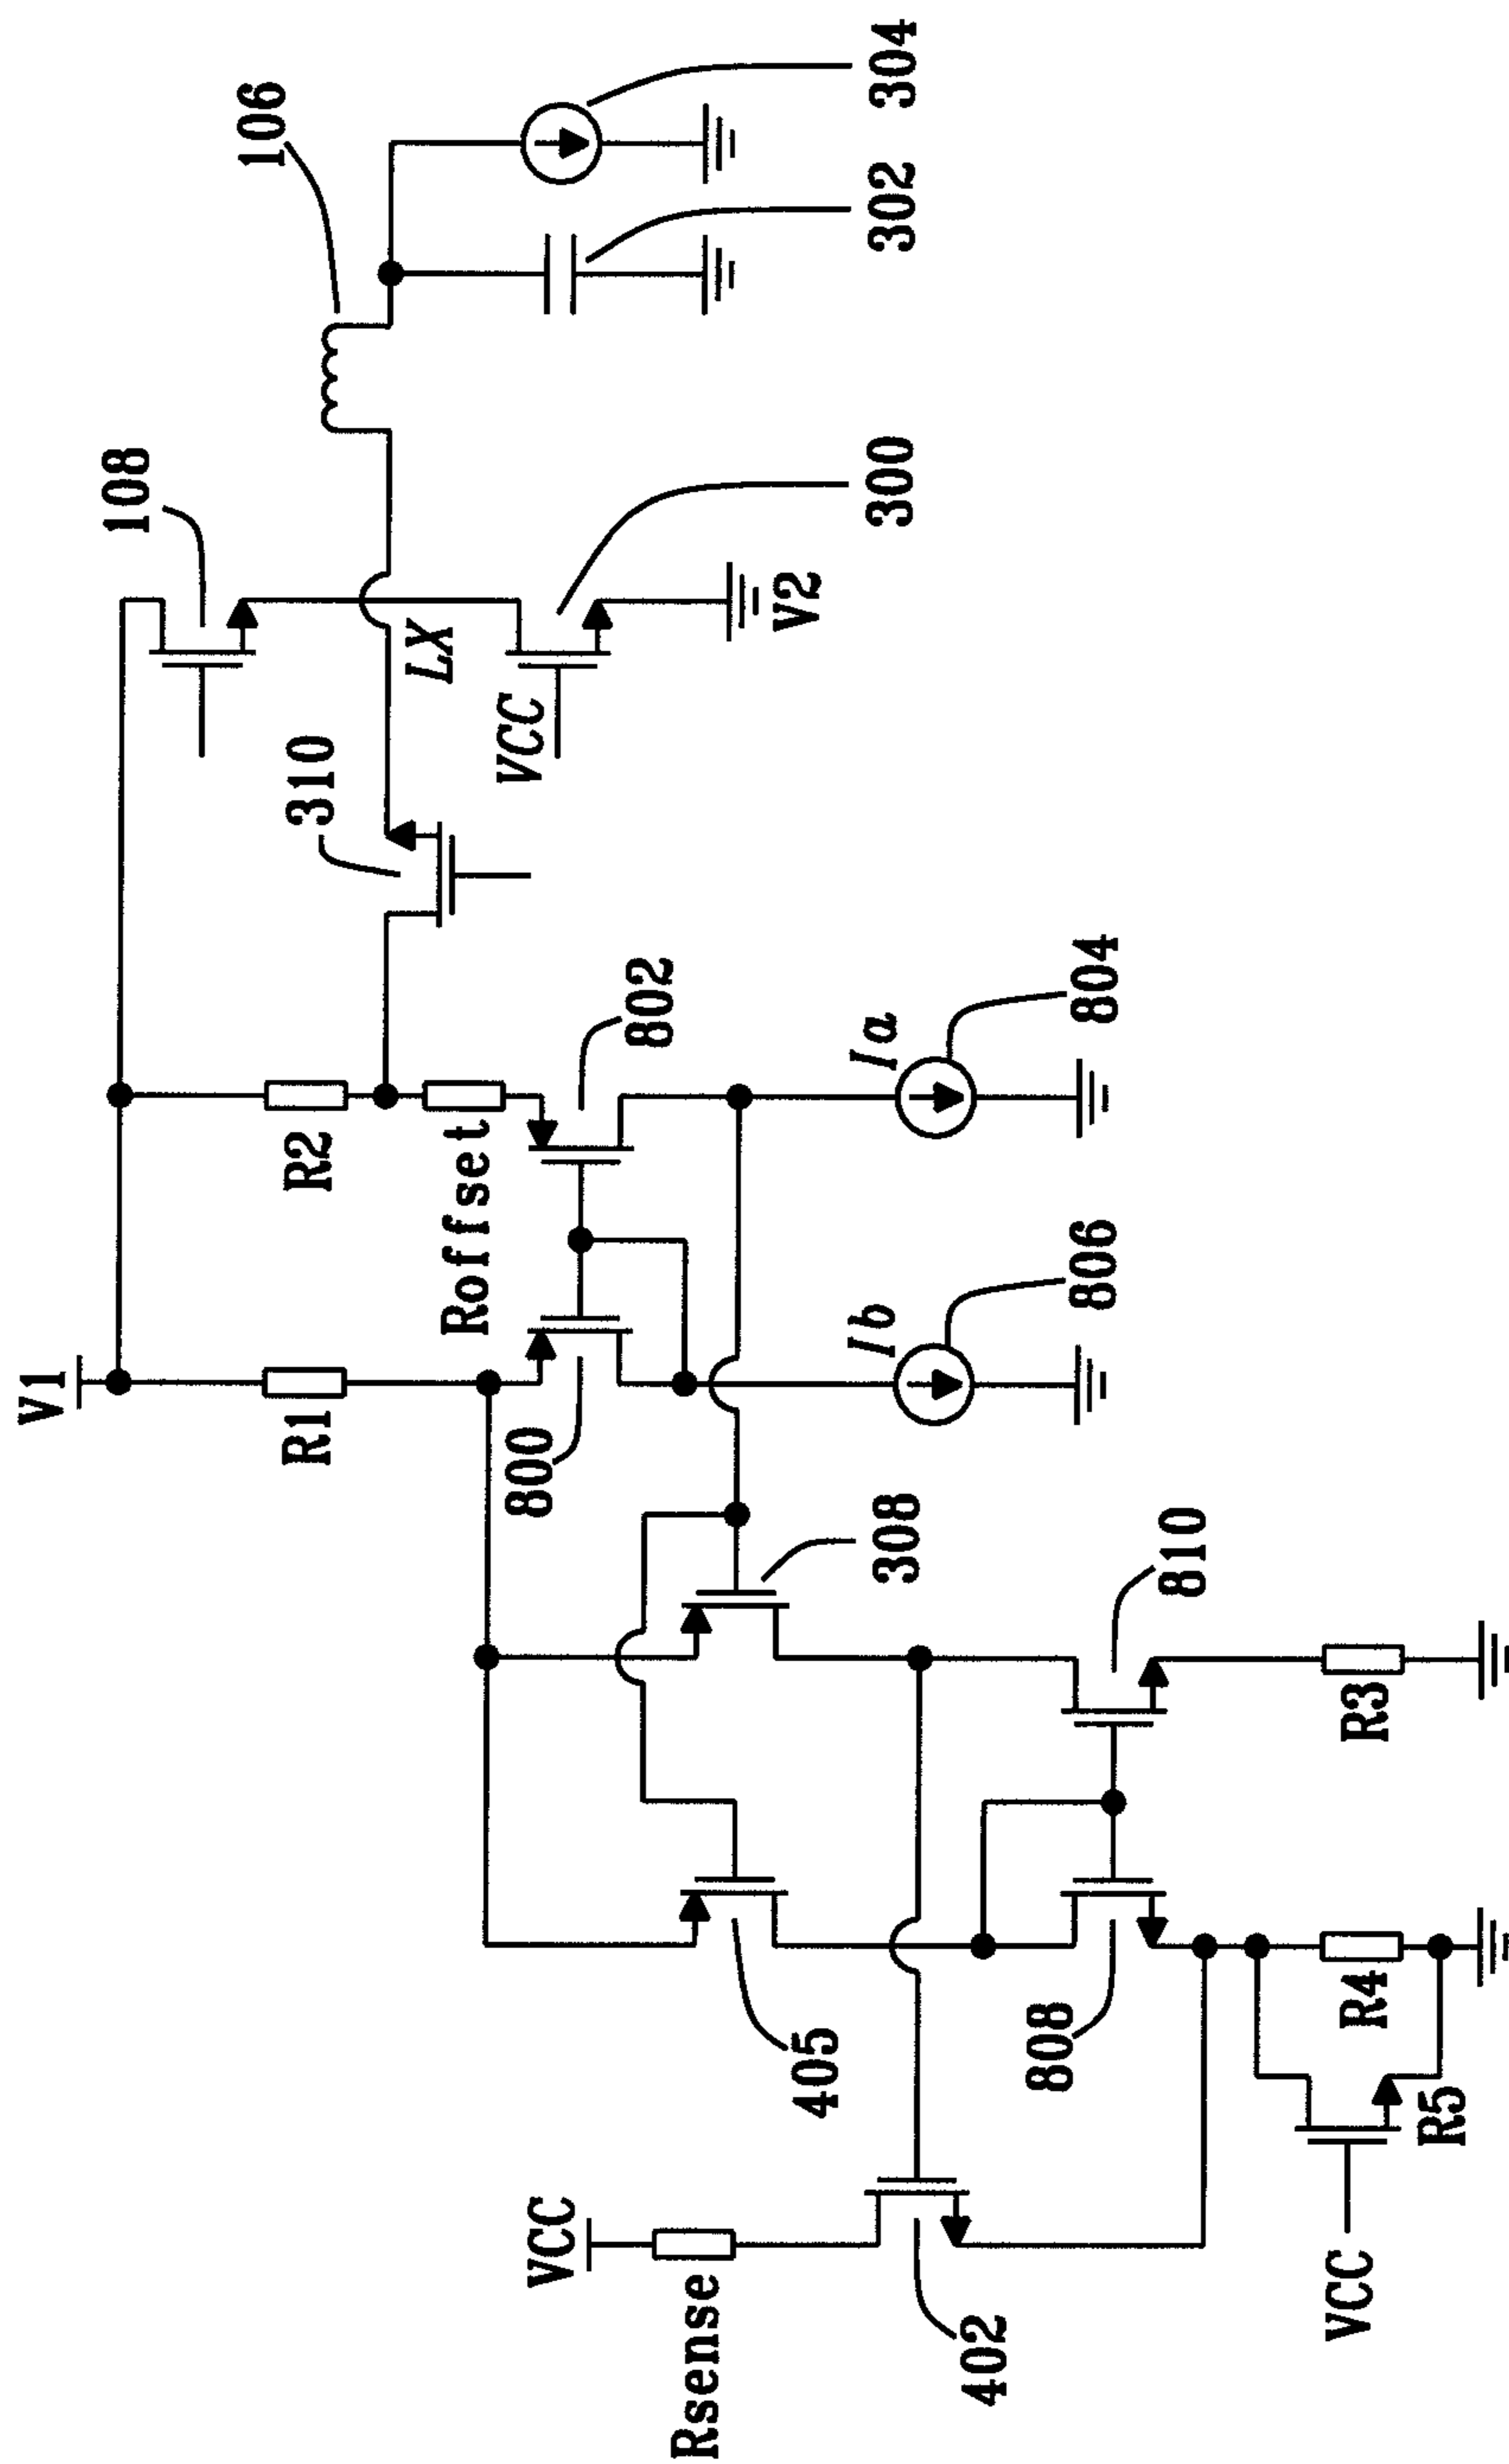 106
304
302
108
300
V2
LX
VCC
310
802
Ia
804
R2
Roffset
806
Ib
V1
R1
800
308
810
R3
405
808
R4
R5
VCC
Rsense
402
VCC